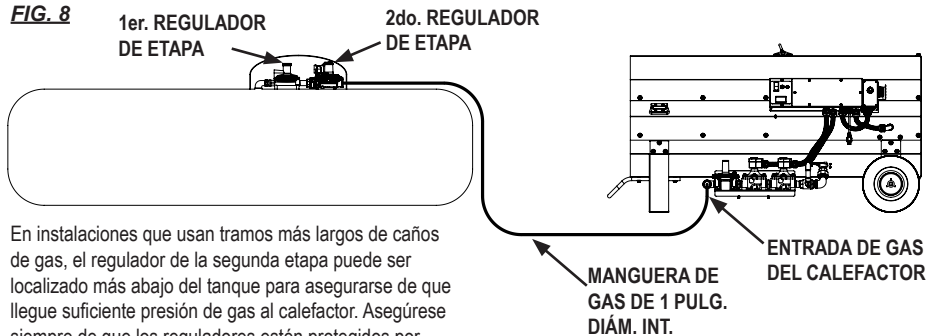 FIG. 8
1er. REGULADOR
DE ETAPA
2do. REGULADOR
DE ETAPA
MANGUERA DE
GAS DE 1 PULG.
DIÁM. INT.
ENTRADA DE GAS
DEL CALEFACTOR
En instalaciones que usan tramos más largos de caños
de gas, el regulador de la segunda etapa puede ser
localizado más abajo del tanque para asegurarse de que
llegue suficiente presión de gas al calefactor. Asegúrese
siempre de que los reguladores estén protegidos por